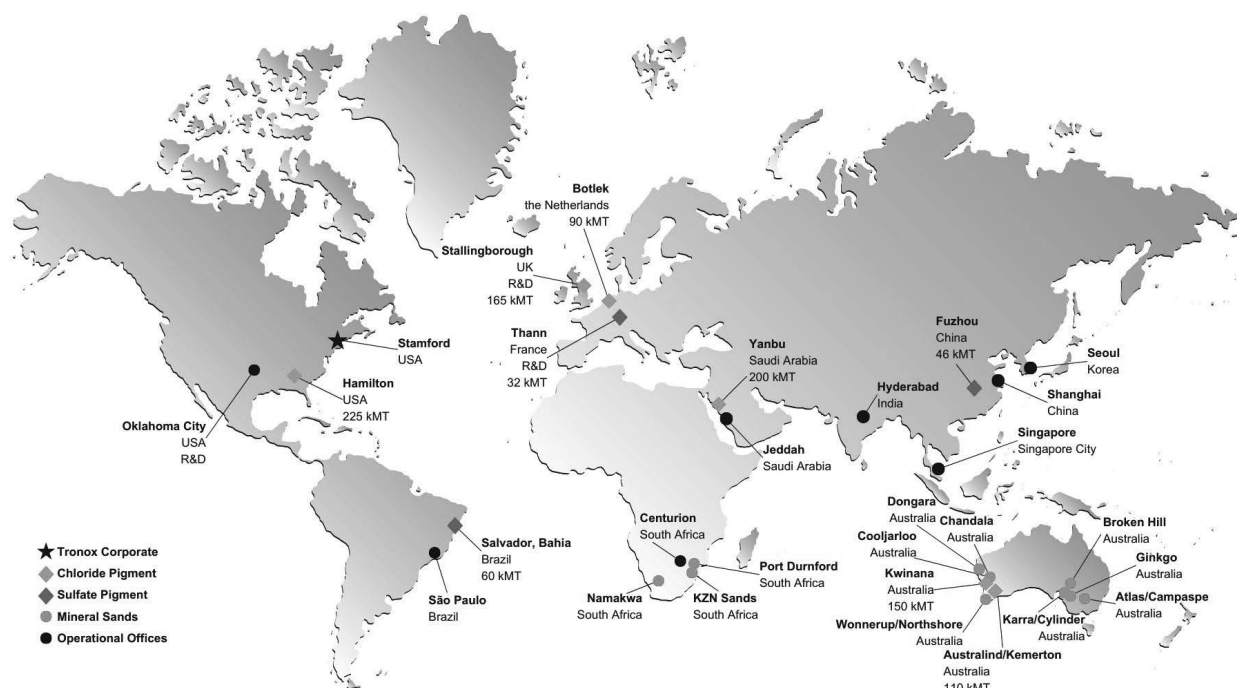 Botlek
the Netherlands
90 kMT
Stallingborough
UK
R&D
165 kMT
Thann
France
R&D
32 kMT
Stamford
USA
Hamilton
USA
225 kMT
Oklahoma City
USA
R&D
Yanbu
Saudi Arabia
200 kMT
Fuzhou
China
46 kMT
Seoul
Korea
Hyderabad
India
Shanghai
China
Singapore
Singapore City
Jeddah
Saudi Arabia
Salvador, Bahia
Brazil
60 kMT
São Paulo
Brazil
Centurion
South Africa
Port Durnford
South Africa
Namakwa
South Africa
KZN Sands
South Africa
Dongara
Australia
Chandala
Australia
Cooljarloo
Australia
Kwinana
Australia
150 kMT
Wonnerup/Northshore
Australia
Australind/Kemerton
Australia
110 kMT
Broken Hill
Australia
Ginkgo
Australia
Atlas/Campaspe
Australia
Karra/Cylinder
Australia
Tronox Corporate
Chloride Pigment
Sulfate Pigment
Mineral Sands
Operational Offices